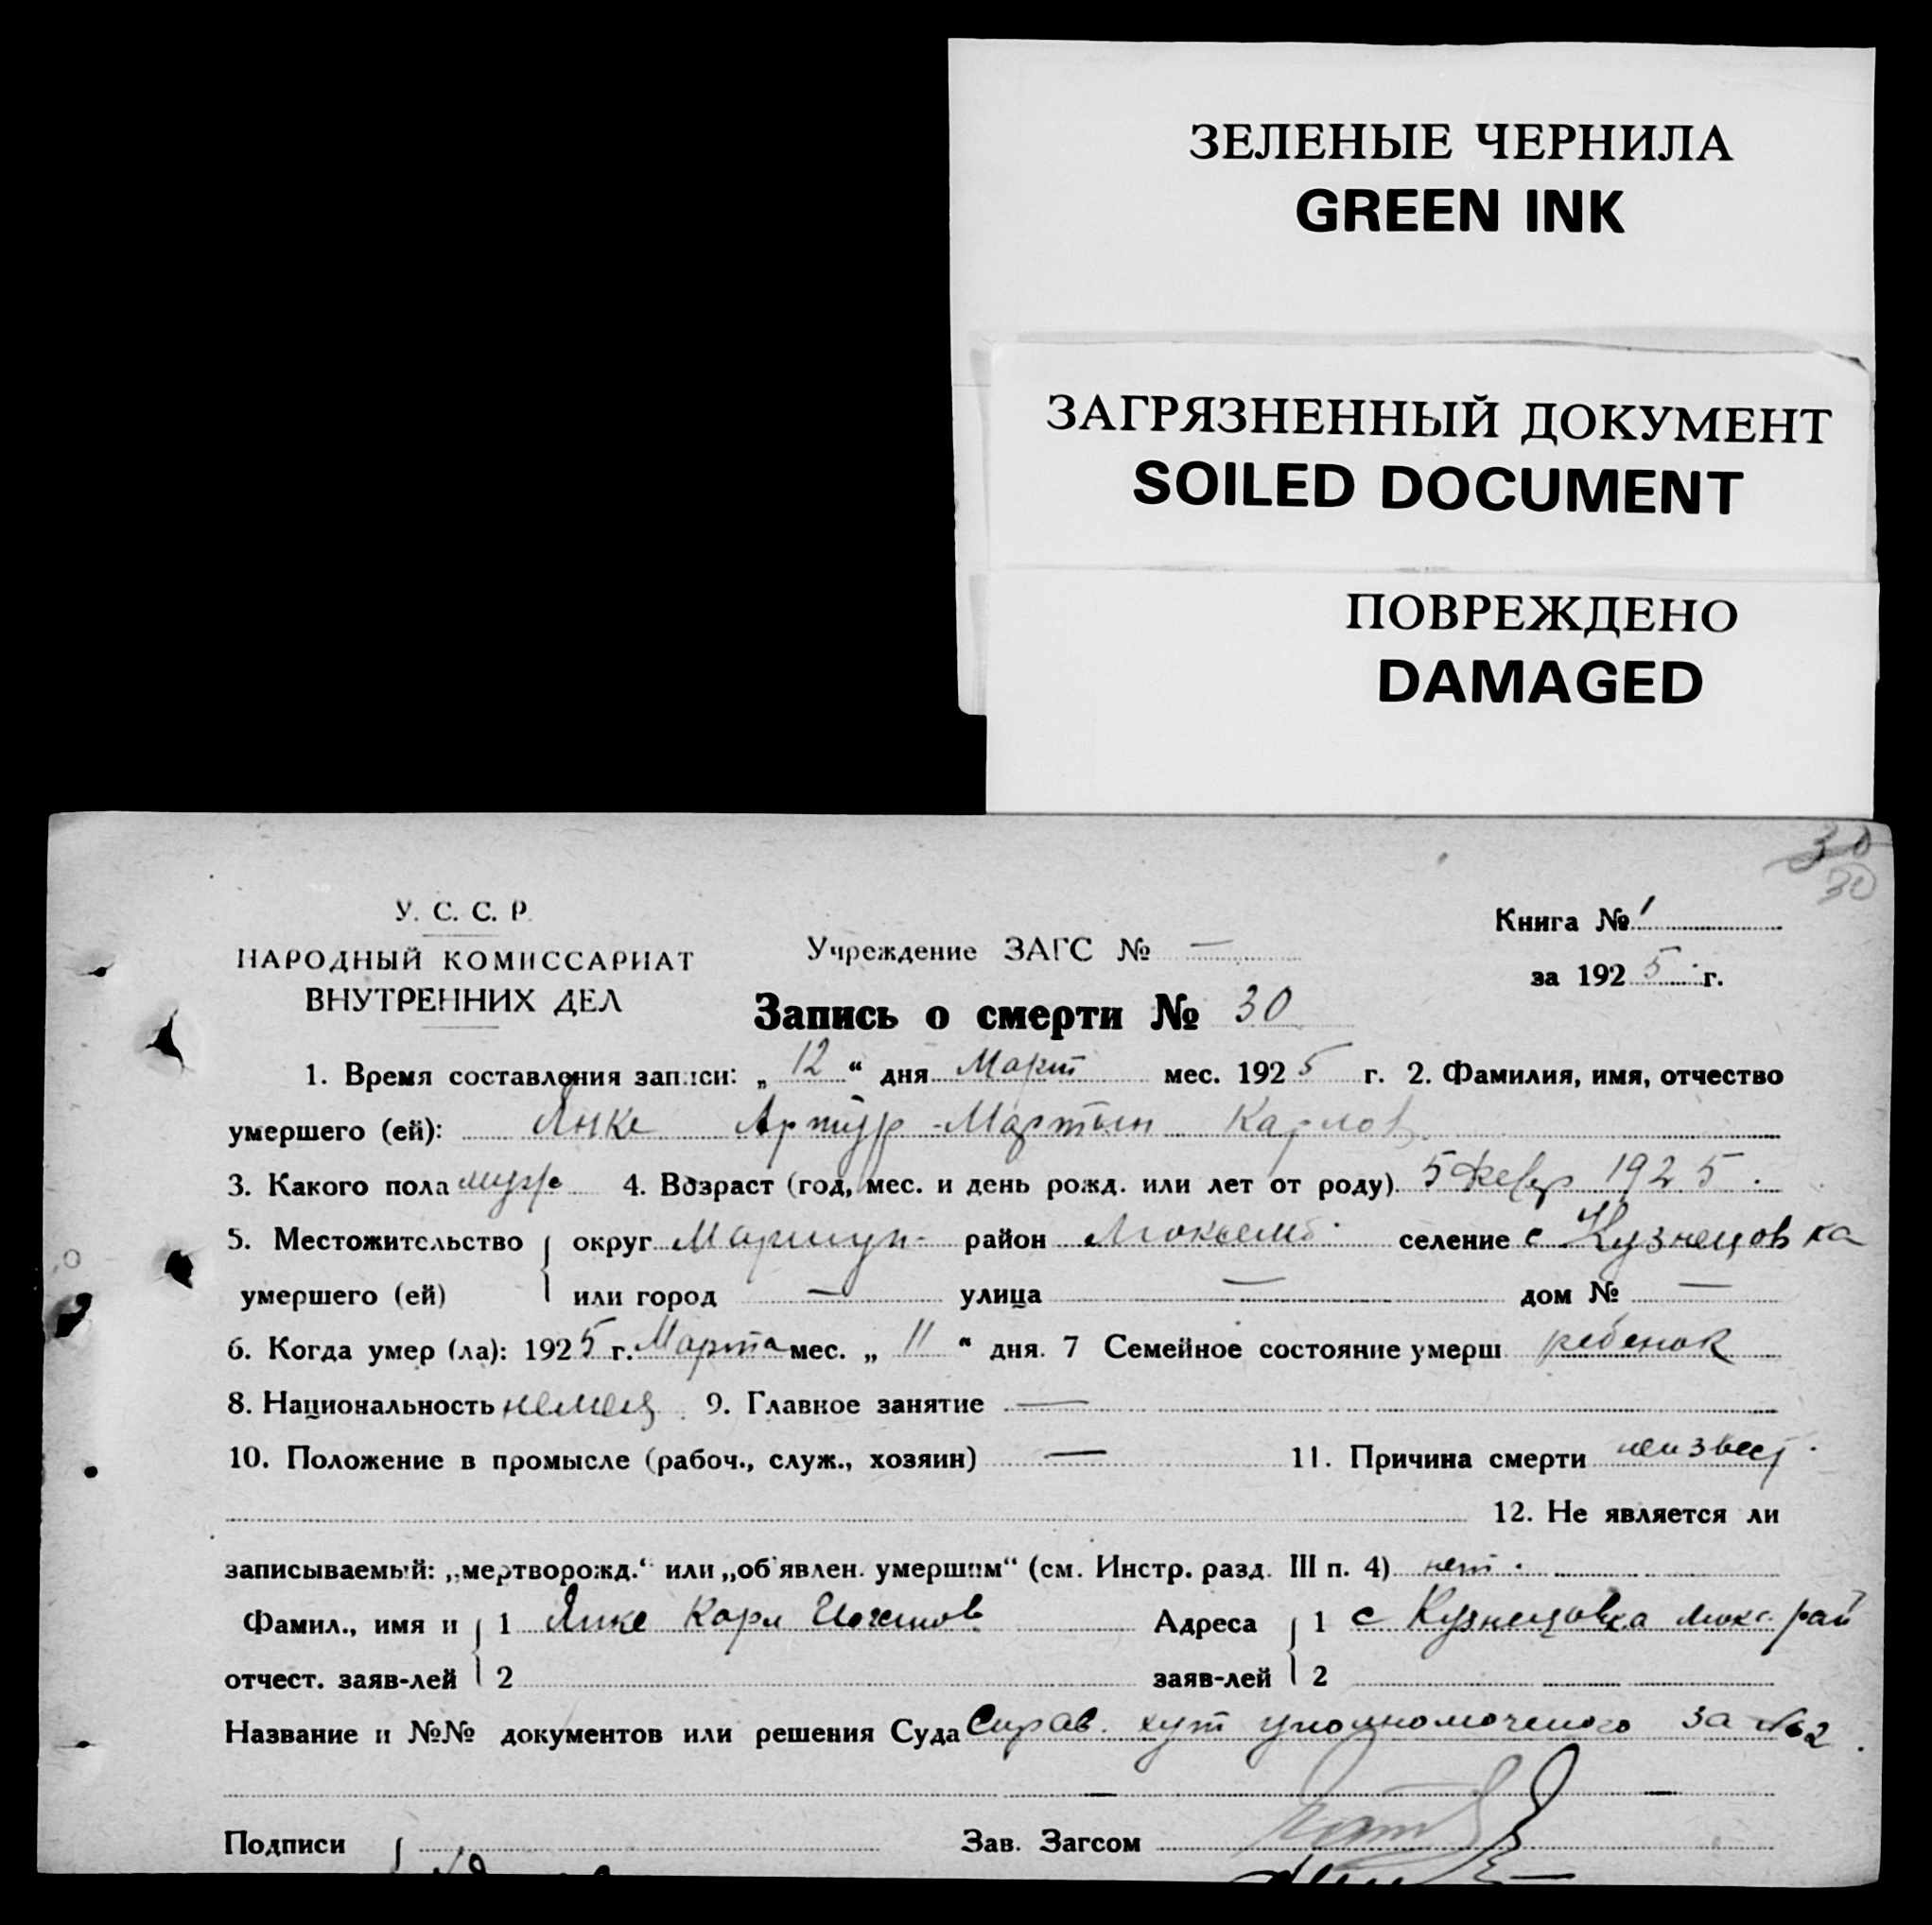 ЗЕЛЕНЫЕ ЧЕРНИЛА
GREEN INK
ЗАГРЯЗНЕННЫЙ ДОКУМЕНТ
SOILED DOCUMENT
ПОВРЕЖДЕНО
DAMAGED
30
30
У. С. С. Р.
НАРОДНЫЙ КОМИССАРИАТ
ВНУТРЕННИХ ДЕЛ
Учреждение ЗАГС № —
Книга № 1
за 1925 г.
Запись о смерти № 30
1. Время составления записи: „12“ дня Март мес. 1925 г. 2. Фамилия, имя, отчество
умершего (ей): Янке Артур-Мартын Карлов
3. Какого пола муж. 4. Возраст (год, мес. и день рожд. или лет от роду) 5 февр 1925.
5. Местожительство округ Мариуп- район Люксемб. селение с Кузнецовка
умершего (ей) или город — улица — дом № —
6. Когда умер (ла): 1925 г. Марта мес. „11“ дня. 7 Семейное состояние умерш ребенок
8. Национальность немец. 9. Главное занятие —
10. Положение в промысле (рабоч., служ., хозяин) — 11. Причина смерти неизвест.
12. Не является ли
записываемый: „мертворожд.“ или „об'явлен. умершим“ (см. Инстр. разд. III п. 4) нет.
Фамил., имя и 1 Янке Карл Адреса 1 с Кузнецовка люкс. рай
отчест. заяв-лей 2 заяв-лей 2
Название и №№ документов или решения Суда Справ. хут уполномоченого за №2.
Подписи Зав. Загсом